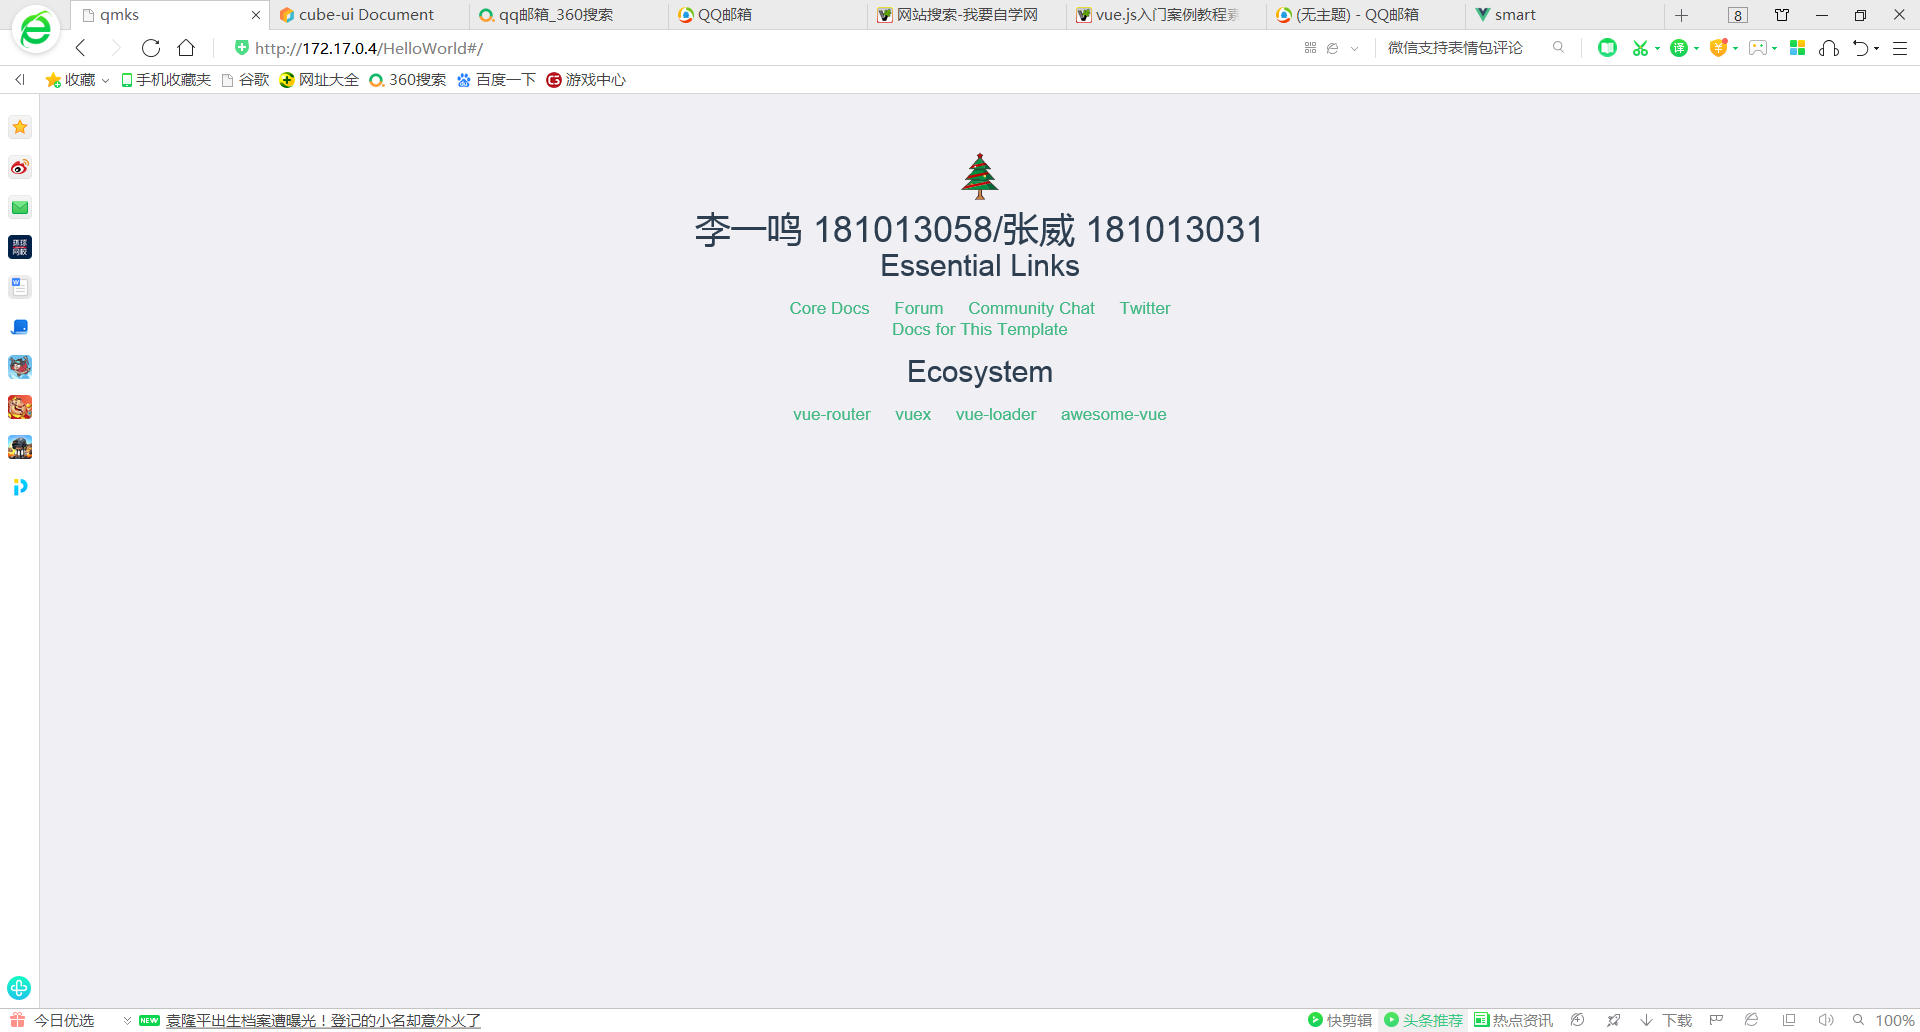 qmks
cube-ui Document
qq邮箱_360搜索
QQ邮箱
网站搜索-我要自学网
vue.js入门案例教程
(无主题) - QQ邮箱
smart
8
http://172.17.0.4/HelloWorld#/
微信支持表情包评论
译
收藏
手机收藏夹
谷歌
网址大全
360搜索
百度一下
游戏中心
李一鸣 181013058/张威 181013031
Essential Links
Core Docs Forum Community Chat Twitter
Docs for This Template
Ecosystem
vue-router vuex vue-loader awesome-vue
今日优选
NEW
袁隆平出生档案遭曝光！登记的小名却意外火了
快剪辑
头条推荐
热点资讯
下载
100%